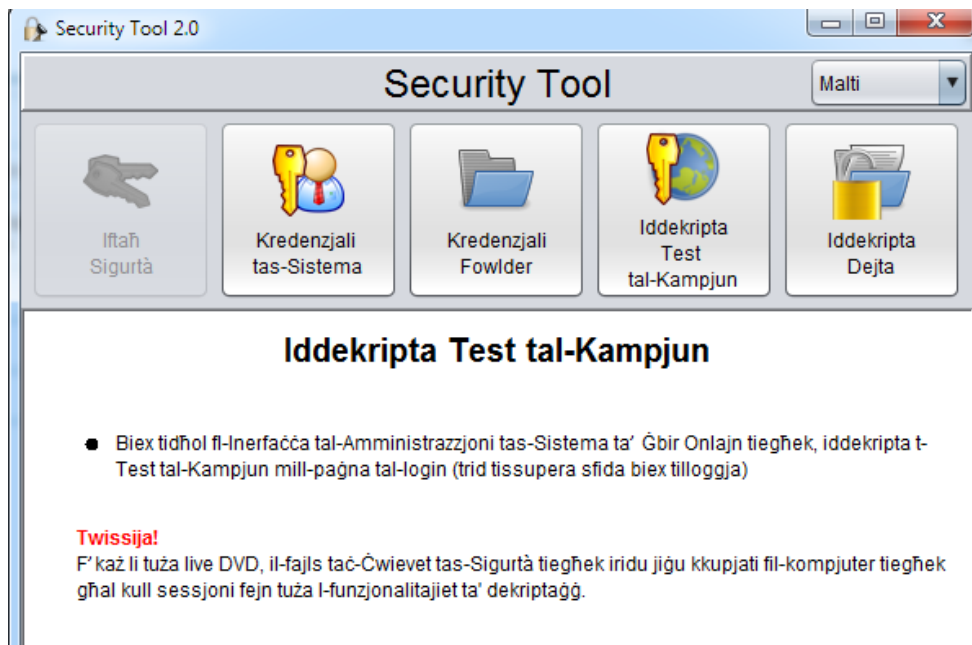 Security Tool 2.0
Security Tool
Malti
Iftaħ
Sigurtà
Kredenzjali
tas-Sistema
Kredenzjali
Fowlder
Iddekripta
Test
tal-Kampjun
Iddekripta
Dejta
Iddekripta Test tal-Kampjun
● Biex tidħol fl-Inerfaċċa tal-Amministrazzjoni tas-Sistema ta’ Ġbir Onlajn tiegħek, iddekripta t-
Test tal-Kampjun mill-paġna tal-login (trid tissupera sfida biex tilloggja)
Twissija!
F’każ li tuża live DVD, il-fajls taċ-Ċwievet tas-Sigurtà tiegħek iridu jiġu kkupjati fil-kompjuter tiegħek
għal kull sessjoni fejn tuża l-funzjonalitajiet ta' dekriptaġġ.